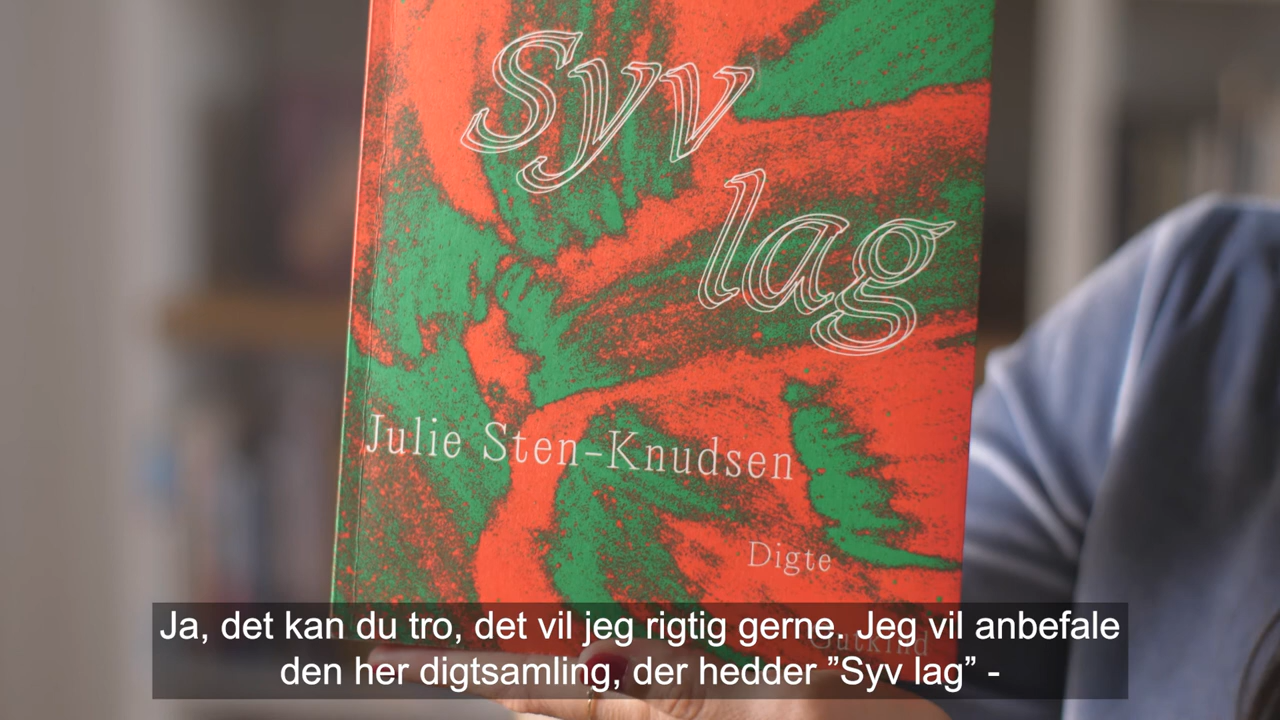 Syv
lag
Julie Sten-Knudsen
Digte
Gutkind
Ja, det kan du tro, det vil jeg rigtig gerne. Jeg vil anbefale
den her digtsamling, der hedder ”Syv lag” -